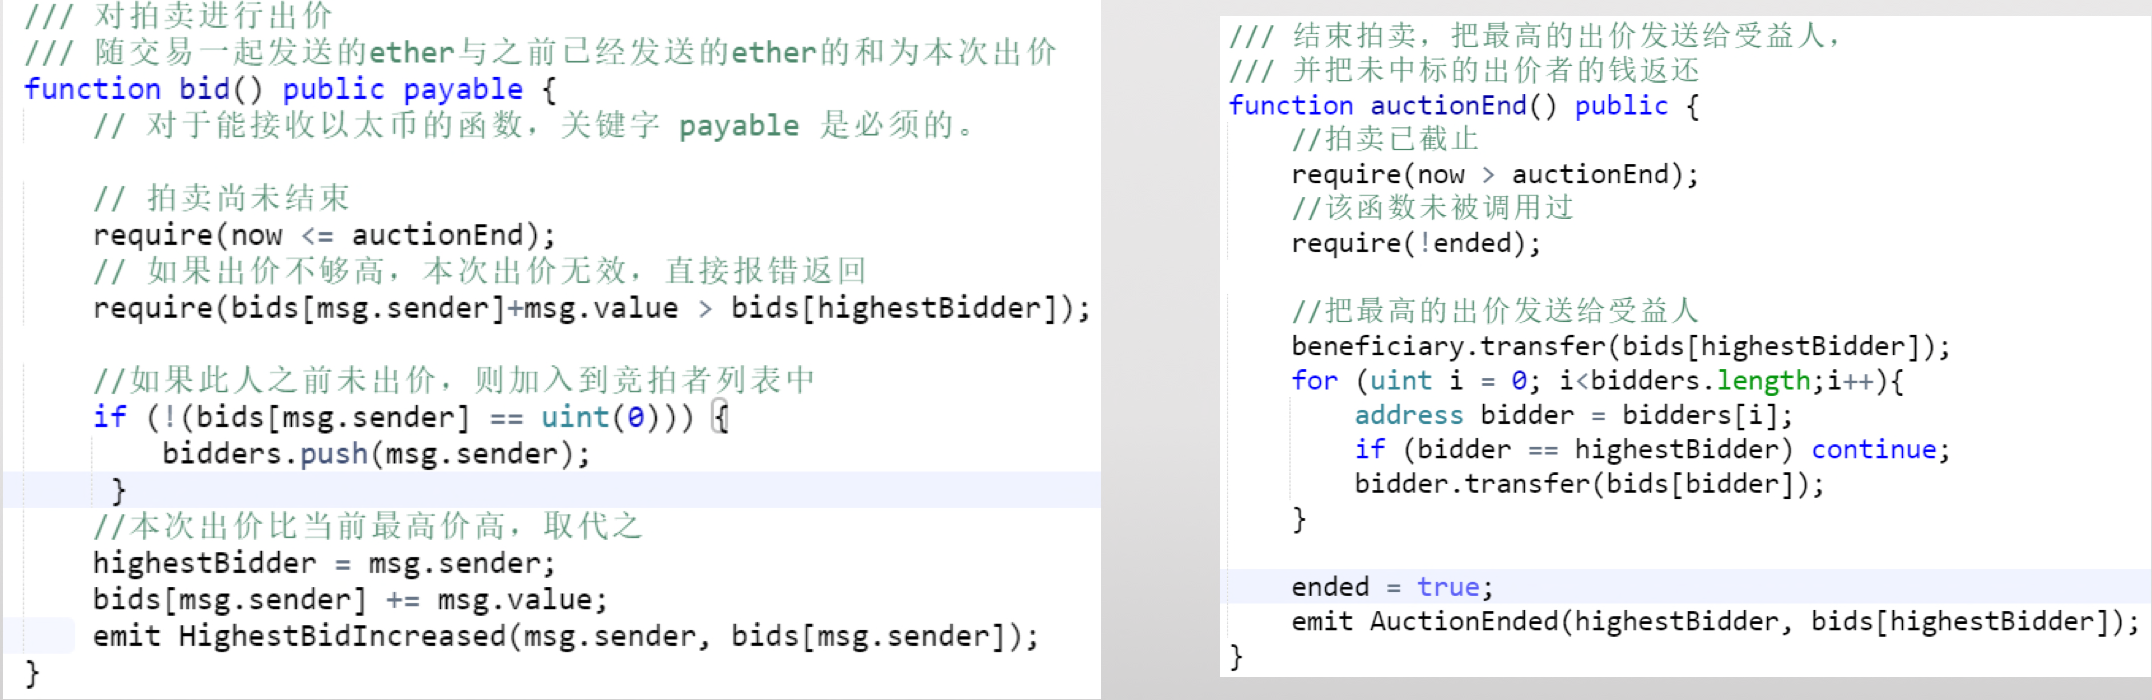 /// 对拍卖进行出价
/// 随交易一起发送的ether与之前已经发送的ether的和为本次出价
function bid() public payable {
// 对于能接收以太币的函数，关键字 payable 是必须的。
// 拍卖尚未结束
require(now <= auctionEnd);
// 如果出价不够高，本次出价无效，直接报错返回
require(bids[msg.sender]+msg.value > bids[highestBidder]);
//如果此人之前未出价，则加入到竞拍者列表中
if (!(bids[msg.sender] == uint(0))) {
bidders.push(msg.sender);
}
//本次出价比当前最高价高，取代之
highestBidder = msg.sender;
bids[msg.sender] += msg.value;
emit HighestBidIncreased(msg.sender, bids[msg.sender]);
}
/// 结束拍卖，把最高的出价发送给受益人，
/// 并把未中标的出价者的钱返还
function auctionEnd() public {
//拍卖已截止
require(now > auctionEnd);
//该函数未被调用过
require(!ended);
//把最高的出价发送给受益人
beneficiary.transfer(bids[highestBidder]);
for (uint i = 0; i<bidders.length;i++){
address bidder = bidders[i];
if (bidder == highestBidder) continue;
bidder.transfer(bids[bidder]);
}
ended = true;
emit AuctionEnded(highestBidder, bids[highestBidder]);
}